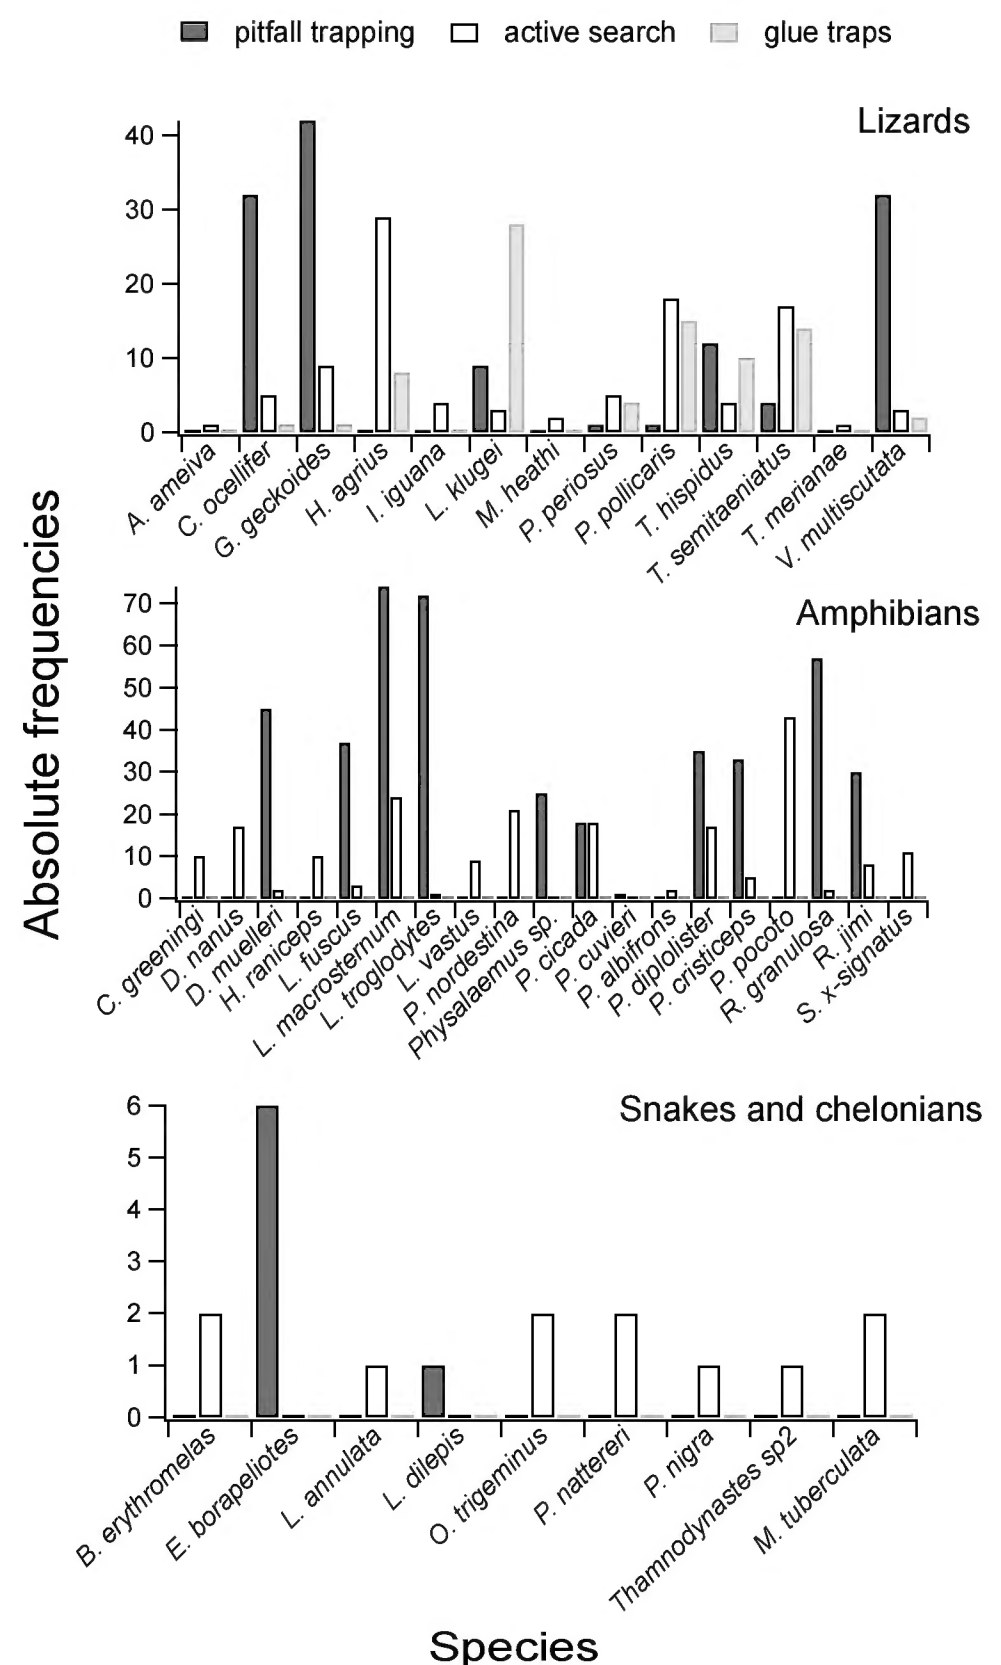 pitfall trapping active search glue traps
Lizards
40
30
20
10
0
A. ameiva
C. ocellifer
G. geckoides
H. agrius
I. iguana
L. klugei
M. heathi
P. periosus
P. pollicaris
T. hispidus
T. semitaeniatus
T. merianae
V. multiscutata
Absolute frequencies
Amphibians
70
60
50
40
30
20
10
0
C. greeningi
D. nanus
D. muelleri
H. raniceps
L. fuscus
L. macrosternum
L. troglodytes
L. vastus
P. nordestina
Physalaemus sp.
P. cicada
P. cuvieri
P. albifrons
P. diplolister
P. cristiceps
P. pocoto
R. granulosa
R. jimi
S. x-signatus
Snakes and chelonians
6
5
4
3
2
1
0
B. erythromelas
E. borapeliotes
L. annulata
L. dilepis
O. trigeminus
P. nattereri
P. nigra
Thamnodynastes sp2
M. tuberculata
Species